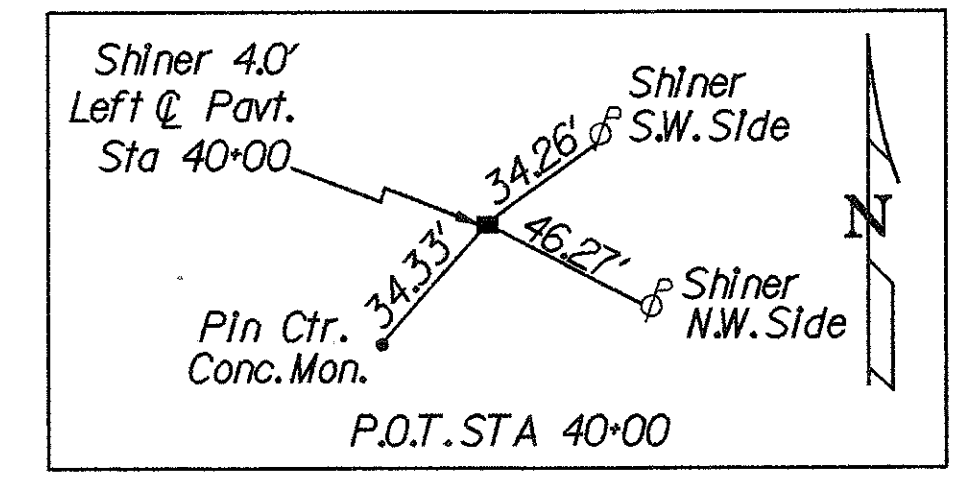 Shiner 4.0'
Left ℄ Pavt.
Sta 40+00
34.26'
Shiner
S.W. Side
46.27'
Shiner
N.W. Side
34.33'
Pin Ctr.
Conc. Mon.
N
P.O.T. STA 40+00